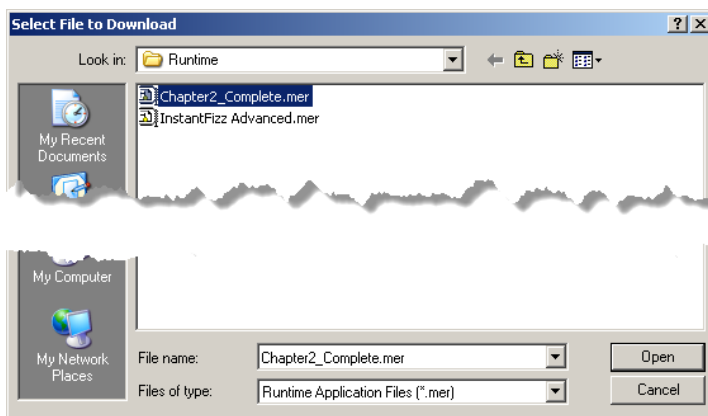 Select File to Download
Look in: Runtime
Chapter2_Complete.mer
InstantFizz Advanced.mer
My Recent
Documents
My Computer
My Network
Places
File name: Chapter2_Complete.mer Open
Files of type: Runtime Application Files (*.mer) Cancel